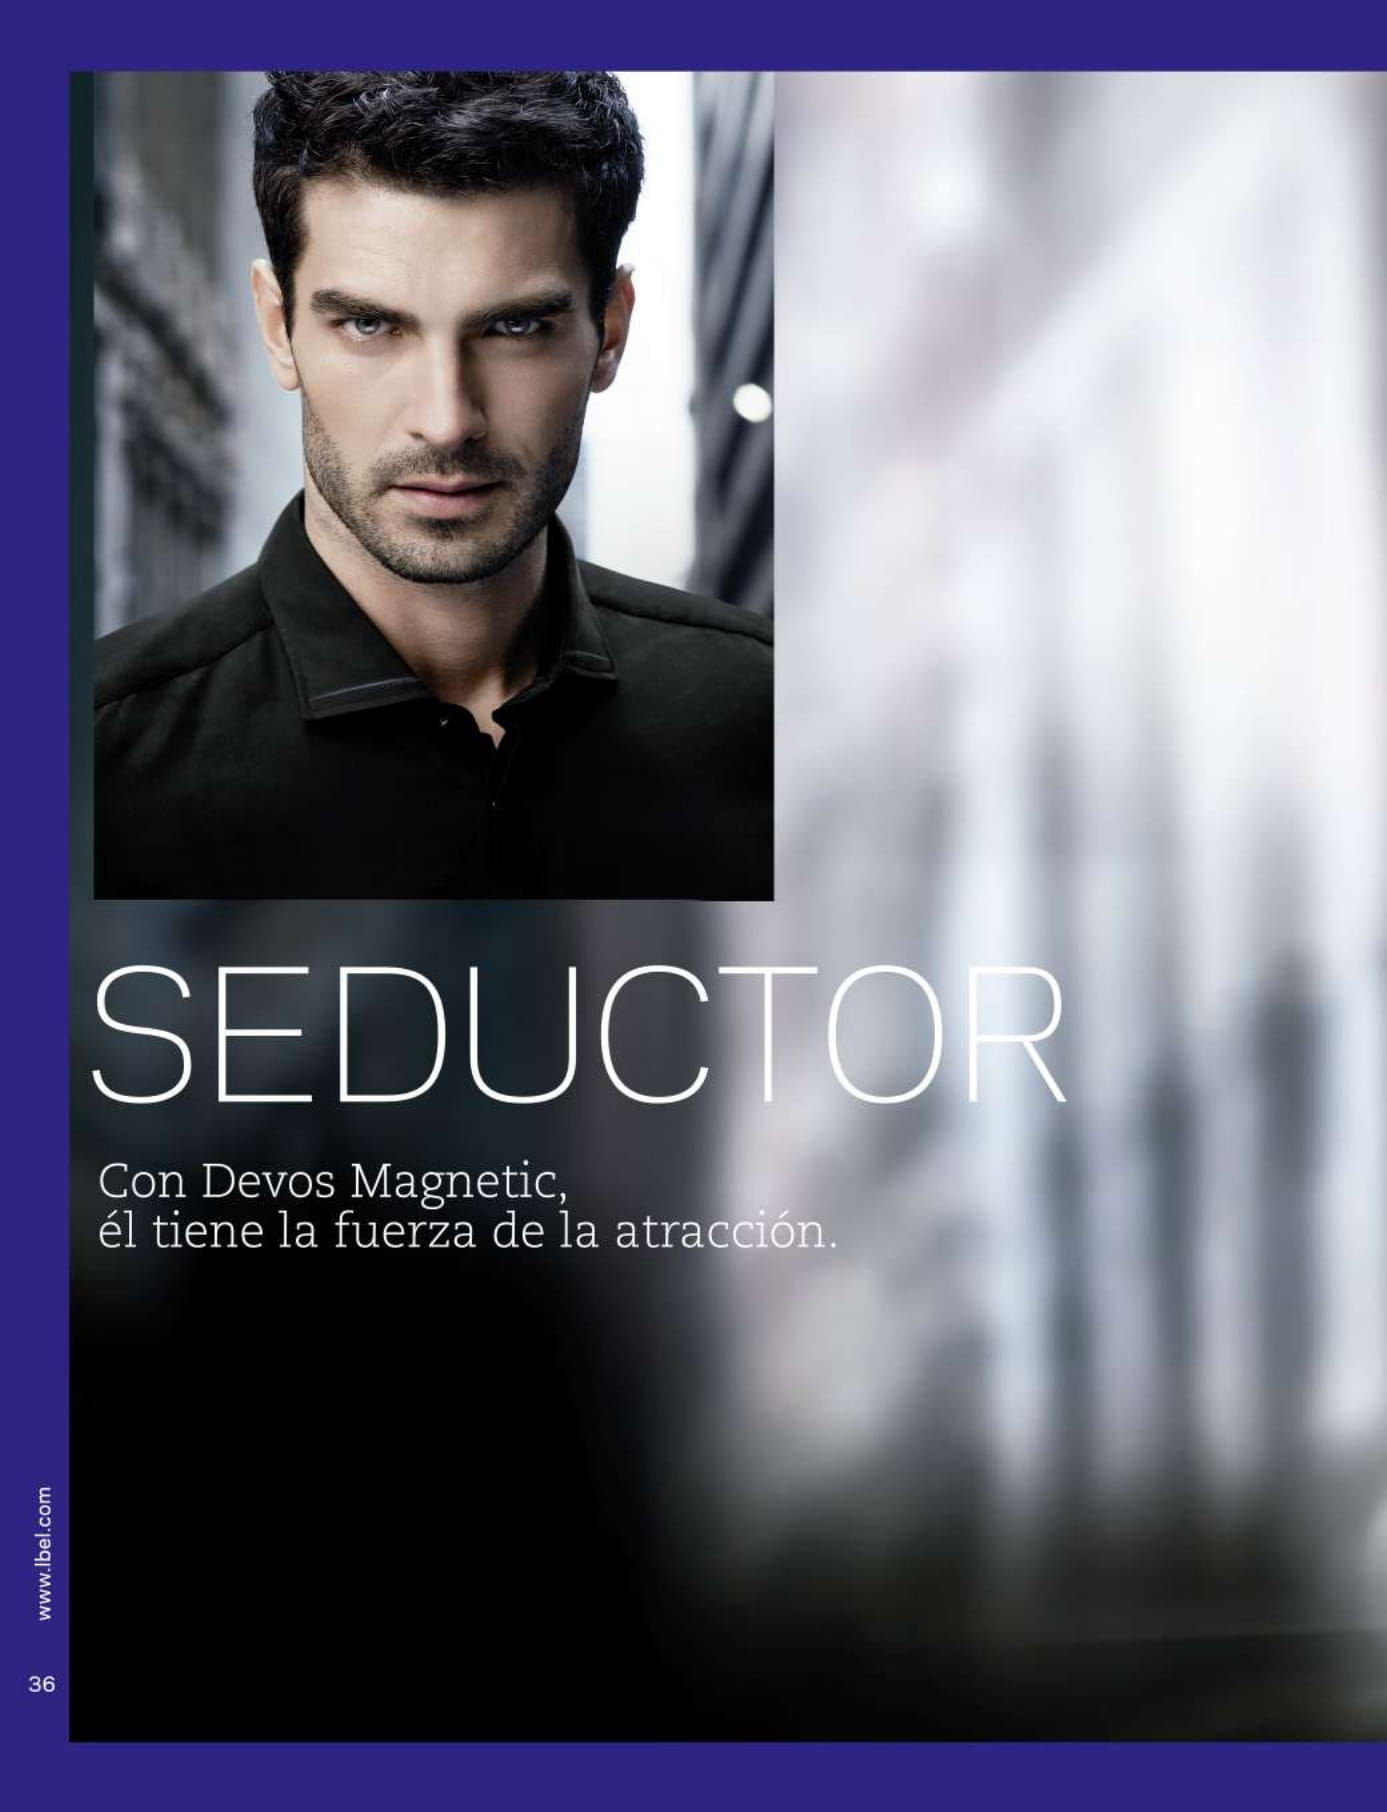 SEDUCTOR
Con Devos Magnetic,
él tiene la fuerza de la atracción.
www.lbel.com
36